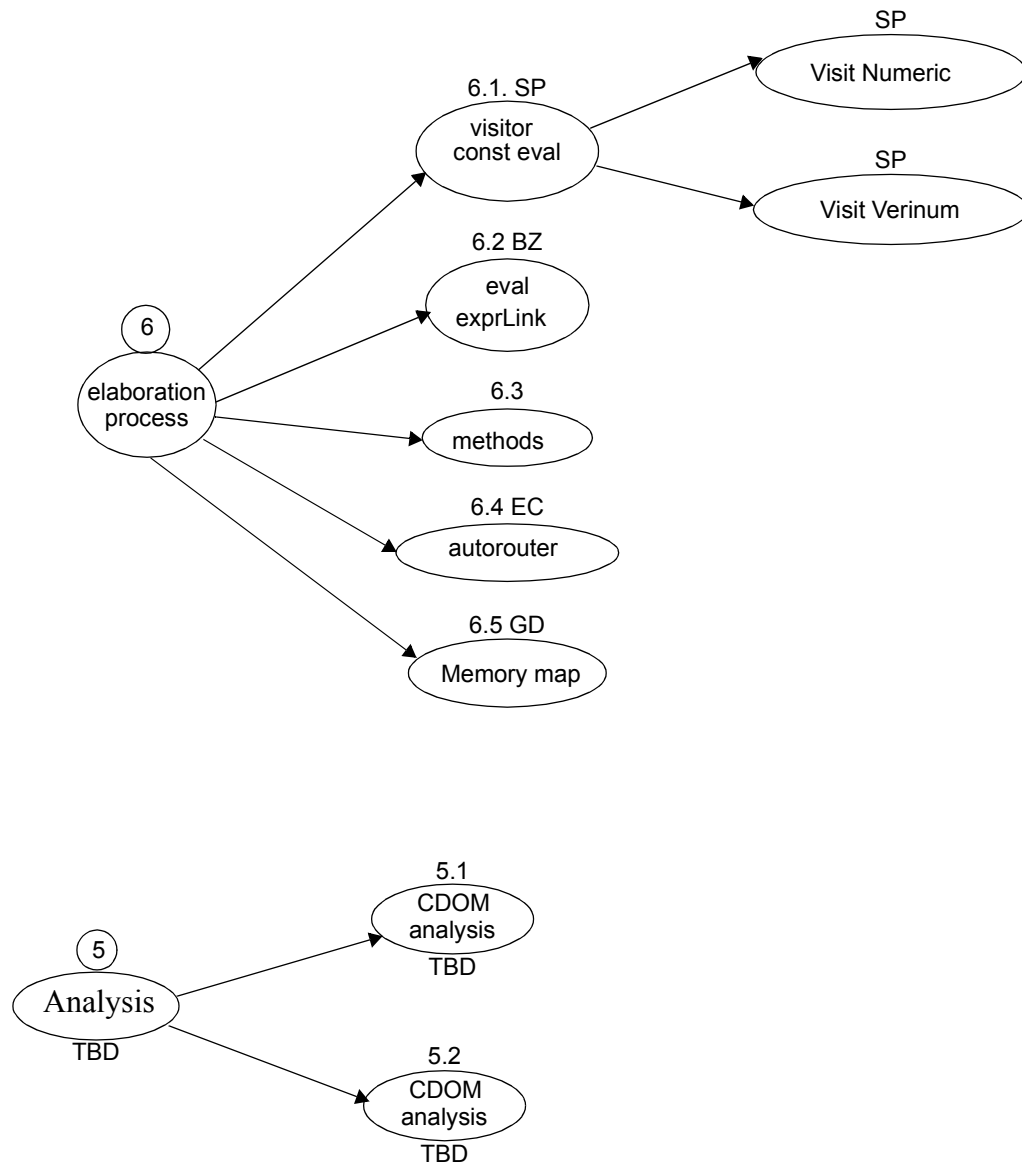 SP
Visit Numeric
6.1. SP
visitor
const eval
SP
Visit Verinum
6.2 BZ
eval
exprLink
6
elaboration
process
6.3
methods
6.4 EC
autorouter
6.5 GD
Memory map
5.1
CDOM
analysis
TBD
5
Analysis
TBD
5.2
CDOM
analysis
TBD